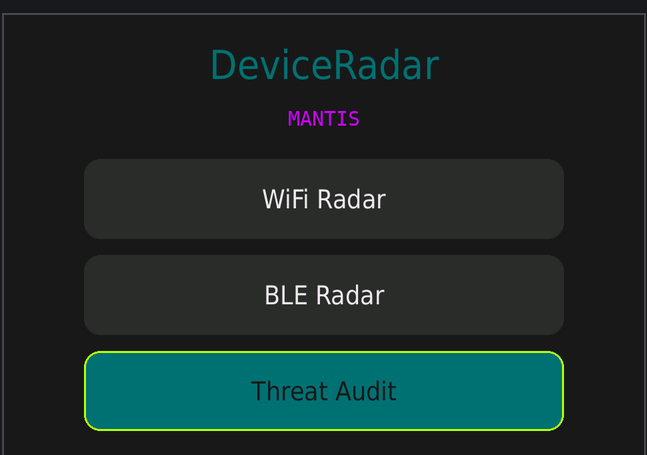 DeviceRadar
MANTIS
WiFi Radar
BLE Radar
Threat Audit